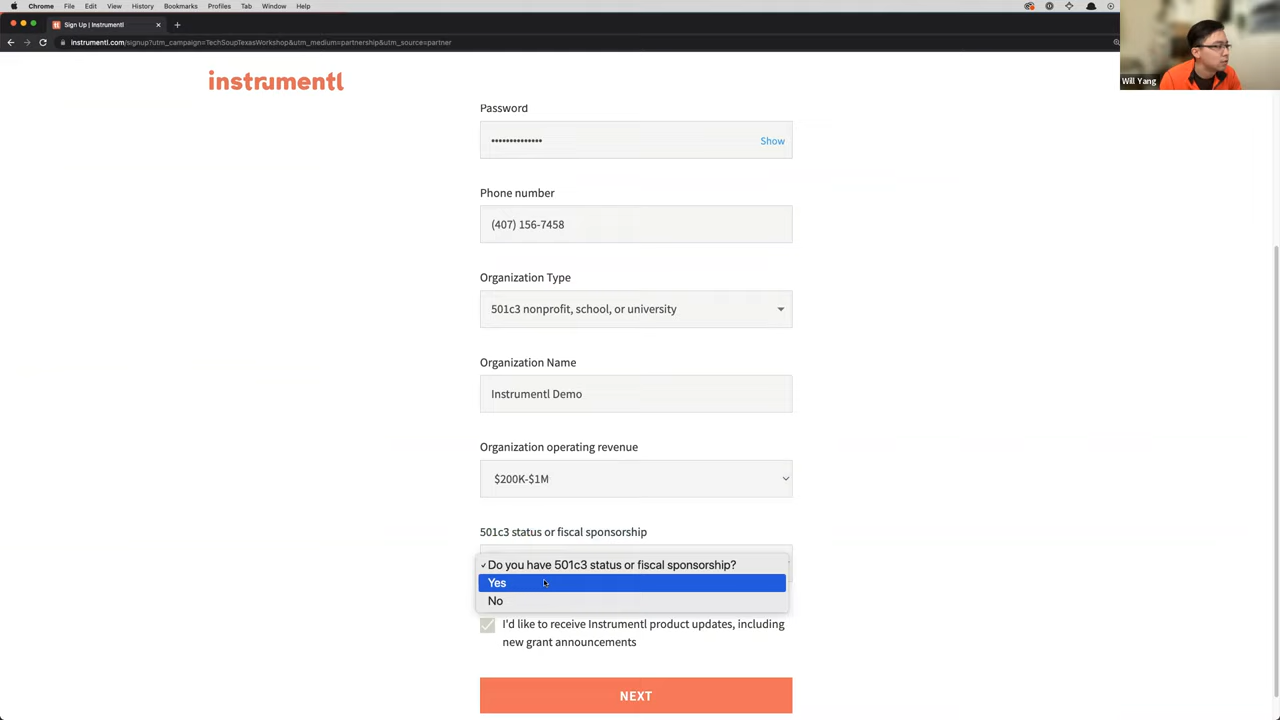 Chrome File Edit View History Bookmarks Profiles Tab Window Help
Sign Up | Instrumentl
instrumentl.com/signup?utm_campaign=TechSoupTexasWorkshop&utm_medium=partnership&utm_source=partner
Will Yang
instrumentl
Password
•••••••••••••• Show
Phone number
(407) 156-7458
Organization Type
501c3 nonprofit, school, or university
Organization Name
Instrumentl Demo
Organization operating revenue
$200K-$1M
501c3 status or fiscal sponsorship
✓Do you have 501c3 status or fiscal sponsorship?
Yes
No
I'd like to receive Instrumentl product updates, including
new grant announcements
NEXT